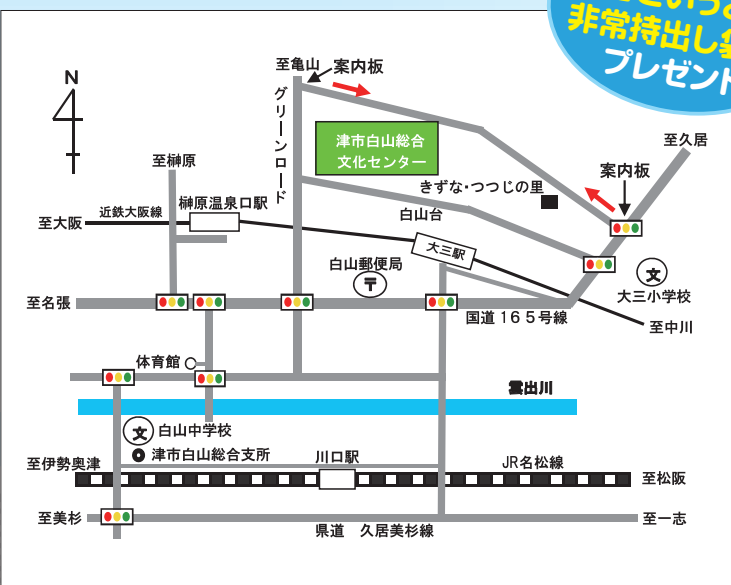 非常持出し
プレゼント
N
至亀山
案内板
グリーンロード
津市白山総合
文化センター
至久居
案内板
至榊原
榊原温泉口駅
近鉄大阪線
至大阪
きずな・つつじの里
白山台
大三駅
白山郵便局
〒
文
大三小学校
至名張
国道165号線
至中川
体育館
雲出川
文
白山中学校
津市白山総合支所
至伊勢奥津
川口駅
JR名松線
至松阪
至美杉
県道 久居美杉線
至一志